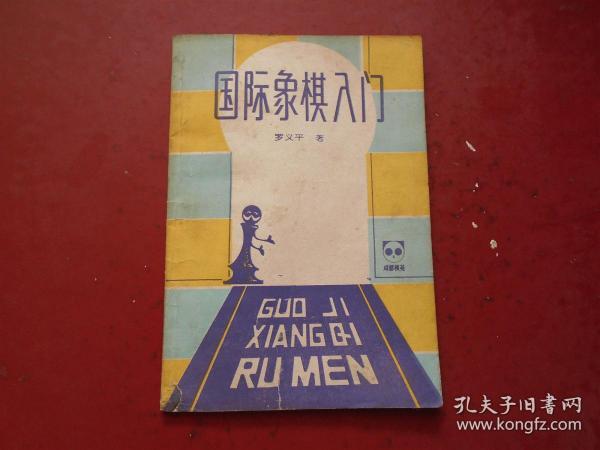 国际象棋入门
罗义平 著
成都棋苑
GUO JI
XIANG QI
RU MEN
孔夫子旧书网
www.kongfz.com